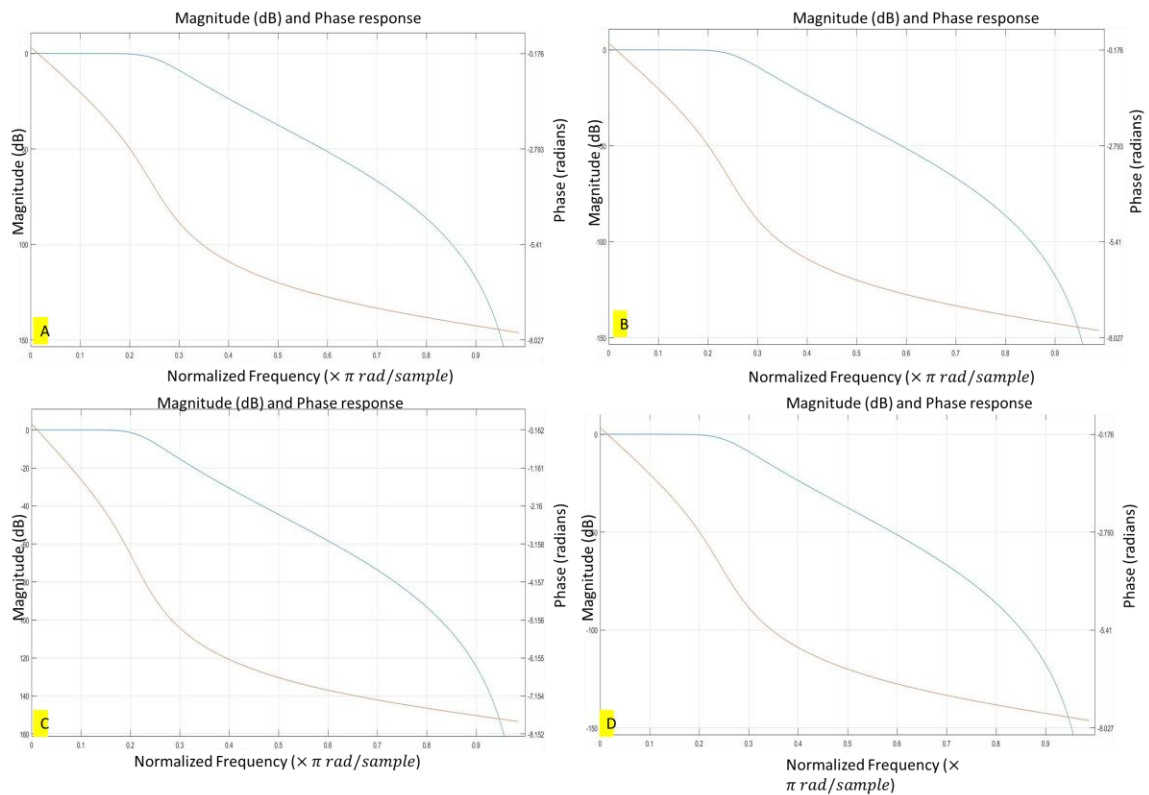 Magnitude (dB) and Phase response
0
-100
150
Magnitude (dB)
-0.176
-2.793
-5.41
-8.027
Phase (radians)
A
0 0.1 0.2 0.3 0.4 0.5 0.6 0.7 0.8 0.9
Normalized Frequency (× π rad/sample)
Magnitude (dB) and Phase response
0
-50
-100
150
Magnitude (dB)
-0.176
-2.793
-5.41
-8.027
Phase (radians)
B
0 0.1 0.2 0.3 0.4 0.5 0.6 0.7 0.8 0.9
Normalized Frequency (× π rad/sample)
Magnitude (dB) and Phase response
0
-20
-40
-60
120
140
160
Magnitude (dB)
-0.162
-1.161
-2.16
-3.158
-4.157
-5.156
-6.155
-7.154
-8.152
Phase (radians)
C
0 0.1 0.2 0.3 0.4 0.5 0.6 0.7 0.8 0.9
Normalized Frequency (× π rad/sample)
Magnitude (dB) and Phase response
0
-100
-150
Magnitude (dB)
-0.176
-2.793
-5.41
-8.027
Phase (radians)
D
0 0.1 0.2 0.3 0.4 0.5 0.6 0.7 0.8 0.9
Normalized Frequency (×
π rad/sample)